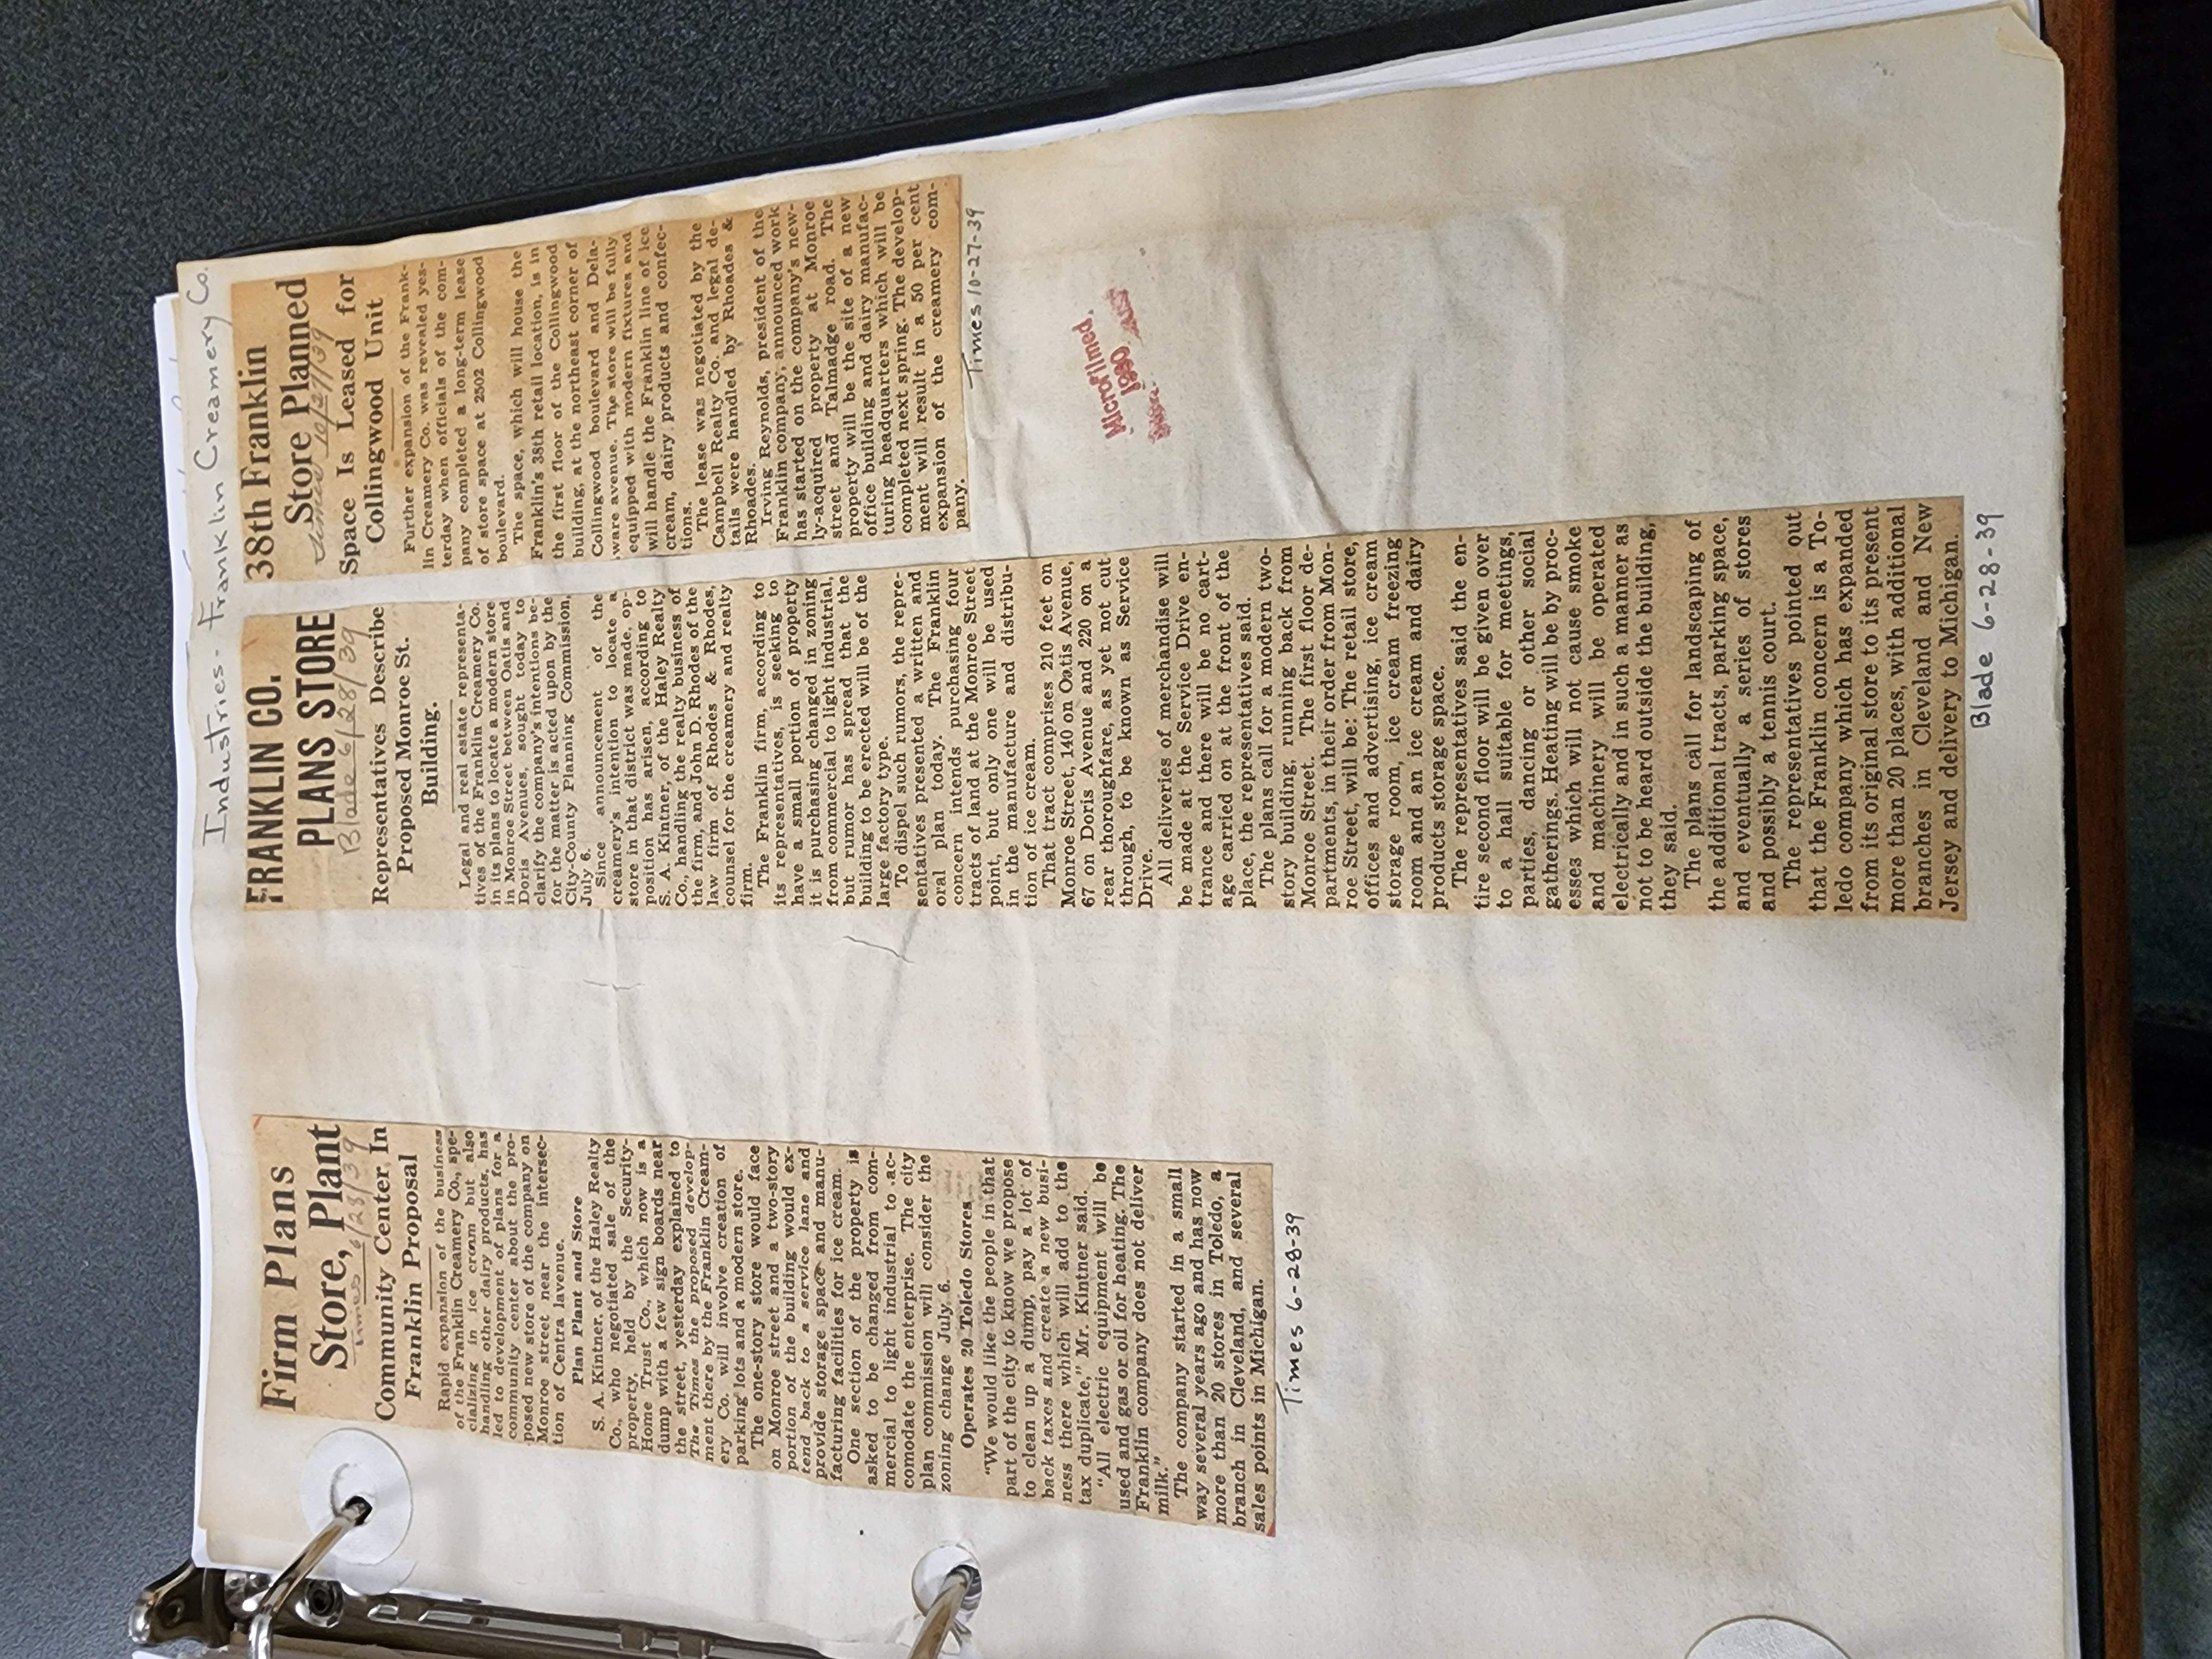 Industries - Franklin Creamery Co.
Firm Plans
Store, Plant
Times 6/28/39
Community Center In
Franklin Proposal
Rapid expansion of the business
of the Franklin Creamery Co., spe-
cializing in ice cream but also
handling other dairy products, has
led to development of plans for a
community center about the pro-
posed new store of the company on
Monroe street near the intersec-
tion of Centra lavenue.
Plan Plant and Store
S. A. Kintner, of the Haley Realty
Co., who negotiated sale of the
property, held by the Security-
Home Trust Co., which now is a
dump with a few sign boards near
the street, yesterday explained to
The Times the proposed develop-
ment there by the Franklin Cream-
ery Co. will involve creation of
parking lots and a modern store.
The one-story store would face
on Monroe street and a two-story
portion of the building would ex-
tend back to a service lane and
provide storage space and manu-
facturing facilities for ice cream.
One section of the property is
asked to be changed from com-
mercial to light industrial to ac-
comodate the enterprise. The city
plan commission will consider the
zoning change July 6.
Operates 20 Toledo Stores
"We would like the people in that
part of the city to know we propose
to clean up a dump, pay a lot of
back taxes and create a new busi-
ness there which will add to the
tax duplicate," Mr. Kintner said.
"All electric equipment will be
used and gas or oil for heating. The
Franklin company does not deliver
milk."
The company started in a small
way several years ago and has now
more than 20 stores in Toledo, a
branch in Cleveland, and several
sales points in Michigan.
Times 6-28-39
FRANKLIN CO.
PLANS STORE
Blade 6/28/39
Representatives Describe
Proposed Monroe St.
Building.
Legal and real estate representa-
tives of the Franklin Creamery Co.
in its plans to locate a modern store
in Monroe Street between Oatis and
Doris Avenues, sought today to
clarify the company's intentions be-
for the matter is acted upon by the
City-County Planning Commission,
July 6.
Since announcement of the
creamery's intention to locate a
store in that district was made, op-
position has arisen, according to
S. A. Kintner, of the Haley Realty
Co., handling the realty business of
the firm, and John D. Rhodes of the
law firm of Rhodes & Rhodes,
counsel for the creamery and realty
firm.
The Franklin firm, according to
its representatives, is seeking to
have a small portion of property
it is purchasing changed in zoning
from commercial to light industrial,
but rumor has spread that the
building to be erected will be of the
large factory type.
To dispel such rumors, the repre-
sentatives presented a written and
oral plan today. The Franklin
concern intends purchasing four
tracts of land at the Monroe Street
point, but only one will be used
in the manufacture and distribu-
tion of ice cream.
That tract comprises 210 feet on
Monroe Street, 140 on Oatis Avenue,
67 on Doris Avenue and 220 on a
rear thoroughfare, as yet not cut
through, to be known as Service
Drive.
All deliveries of merchandise will
be made at the Service Drive en-
trance and there will be no cart-
age carried on at the front of the
place, the representatives said.
The plans call for a modern two-
story building, running back from
Monroe Street. The first floor de-
partments, in their order from Mon-
roe Street, will be: The retail store,
offices and advertising, ice cream
storage room, ice cream freezing
room and an ice cream and dairy
products storage space.
The representatives said the en-
tire second floor will be given over
to a hall suitable for meetings,
parties, dancing or other social
gatherings. Heating will be by proc-
esses which will not cause smoke
and machinery will be operated
electrically and in such a manner as
not to be heard outside the building,
they said.
The plans call for landscaping of
the additional tracts, parking space,
and eventually a series of stores
and possibly a tennis court.
The representatives pointed out
that the Franklin concern is a To-
ledo company which has expanded
from its original store to its present
more than 20 places, with additional
branches in Cleveland and New
Jersey and delivery to Michigan.
Blade 6-28-39
38th Franklin
Store Planned
Times 10/27/39
Space Is Leased for
Collingwood Unit
Further expansion of the Frank-
lin Creamery Co. was revealed yes-
terday when officials of the com-
pany completed a long-term lease
of store space at 2502 Collingwood
boulevard.
The space, which will house the
Franklin's 38th retail location, is in
the first floor of the Collingwood
building, at the northeast corner of
Collingwood boulevard and Dela-
ware avenue. The store will be fully
equipped with modern fixtures and
will handle the Franklin line of ice
cream, dairy products and confec-
tions.
The lease was negotiated by the
Campbell Realty Co. and legal de-
tails were handled by Rhoades &
Rhoades.
Irving Reynolds, president of the
Franklin company, announced work
has started on the company's new-
ly-acquired property at Monroe
street and Talmadge road. The
property will be the site of a new
office building and dairy manufac-
turing headquarters which will be
completed next spring. The develop-
ment will result in a 50 per cent
expansion of the creamery com-
pany.
Times 10-27-39
Microfilmed
1990